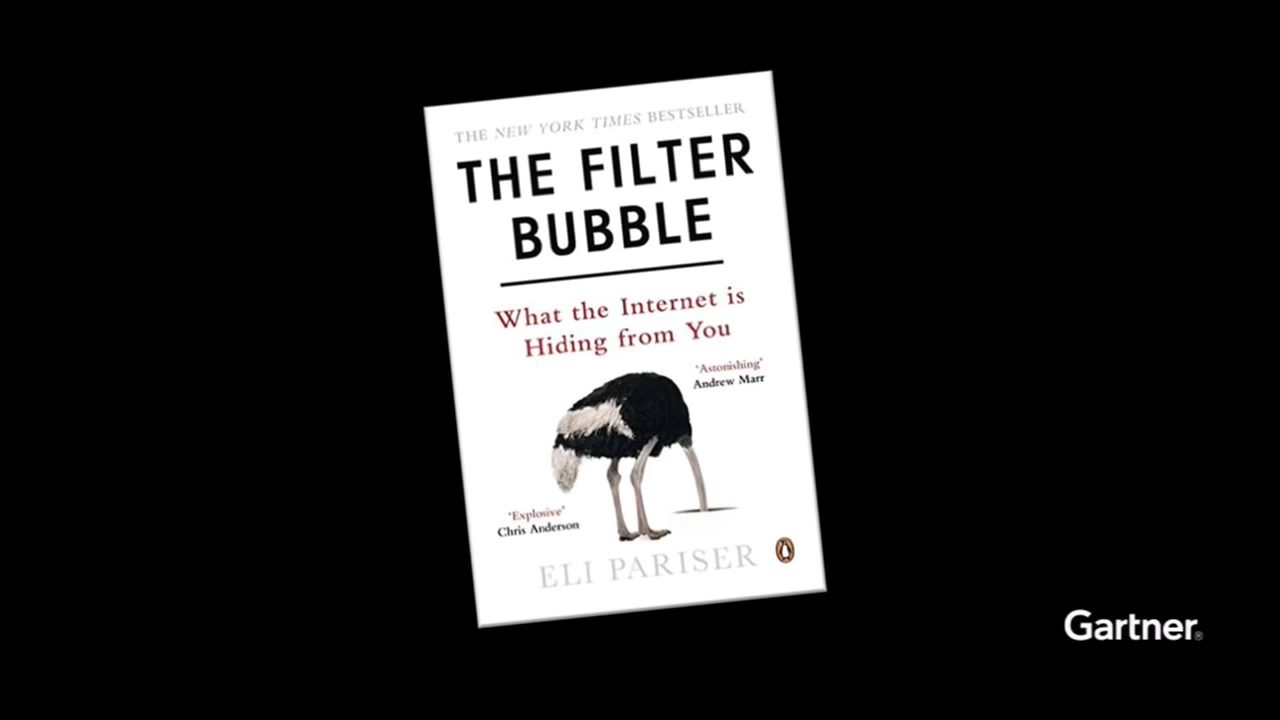 THE NEW YORK TIMES BESTSELLER
THE FILTER
BUBBLE
What the Internet is
Hiding from You
'Astonishing'
Andrew Marr
'Explosive'
Chris Anderson
ELI PARISER
Gartner®